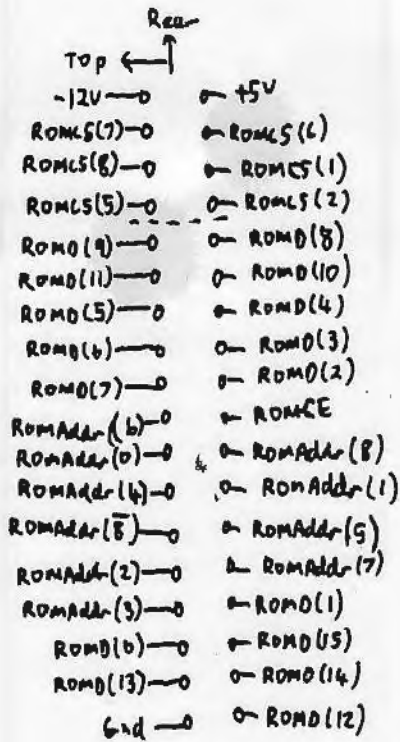 Rear
Top
-12V +5V
ROMCS(7) ROMCS(6)
ROMCS(8) ROMCS(1)
ROMCS(5) ROMCS(2)
ROMD(9) ROMD(8)
ROMD(11) ROMD(10)
ROMD(5) ROMD(4)
ROMD(6) ROMD(3)
ROMD(7) ROMD(2)
ROMAddr(6) ROMCE
ROMAddr(0) ROMAddr(8)
ROMAddr(4) ROMAddr(1)
ROMAddr(8̅) ROMAddr(5)
ROMAddr(2) ROMAddr(7)
ROMAddr(3) ROMD(1)
ROMD(0) ROMD(15)
ROMD(13) ROMD(14)
Gnd ROMD(12)